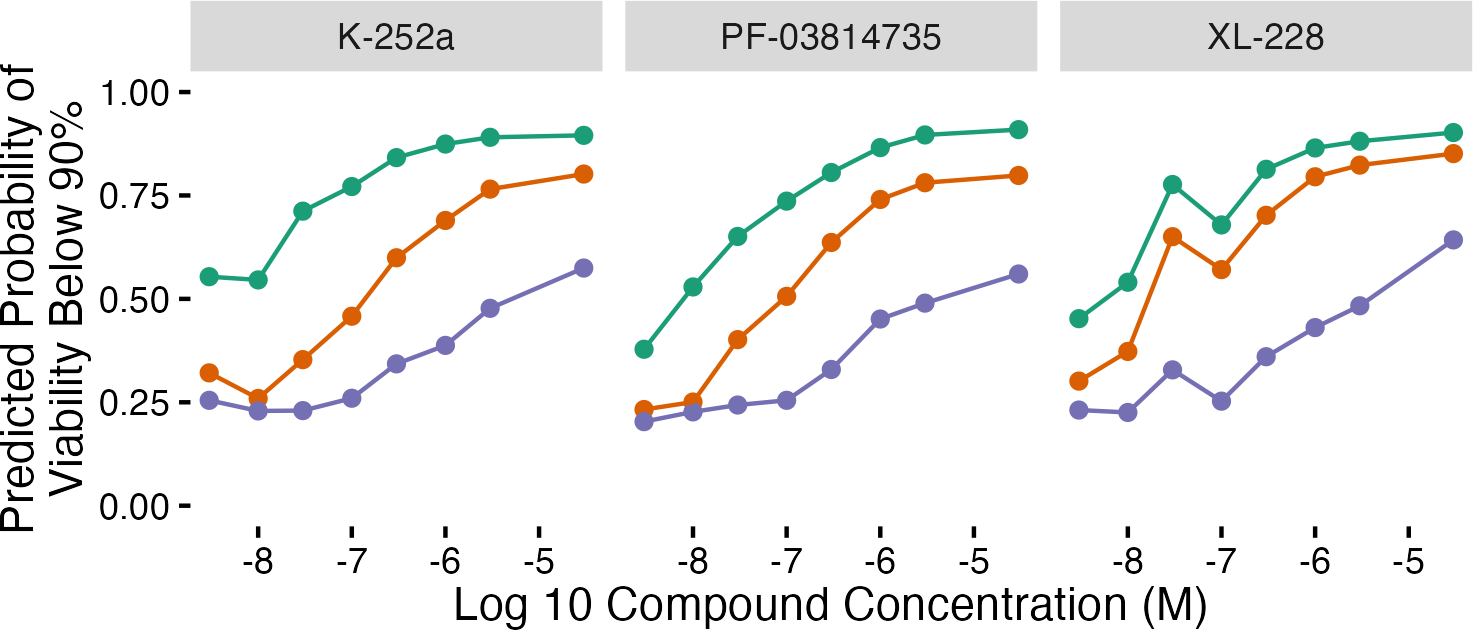 K-252a
PF-03814735
XL-228
Predicted Probability of
Viability Below 90%
1.00
0.75
0.50
0.25
0.00
-8 -7 -6 -5
-8 -7 -6 -5
-8 -7 -6 -5
Log 10 Compound Concentration (M)